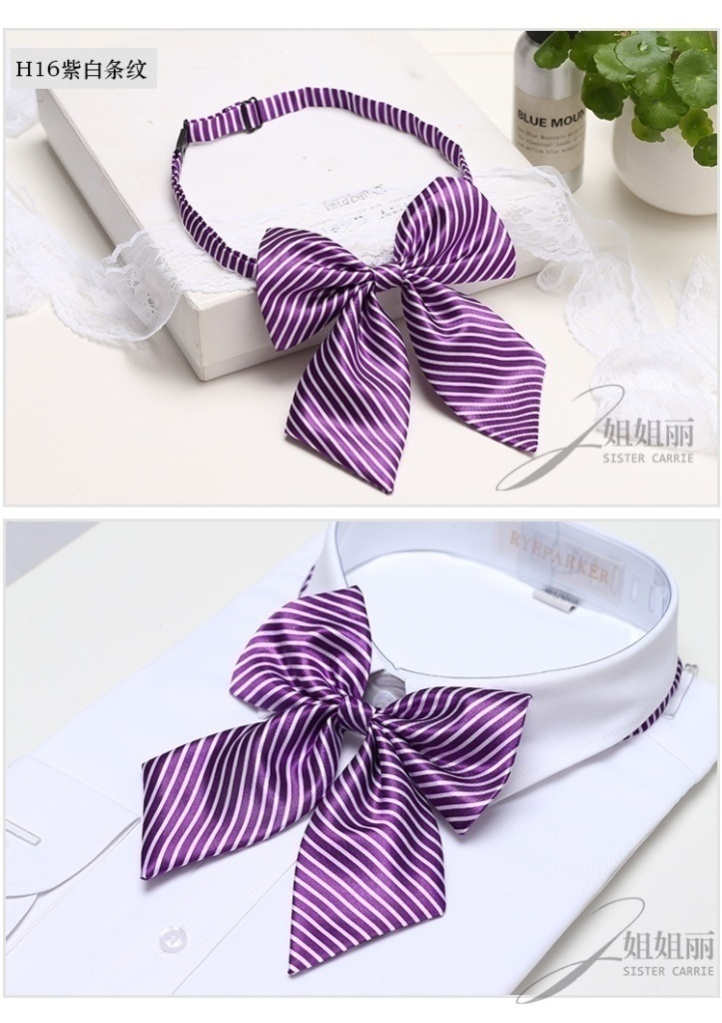 H16紫白条纹
BLUE MOUN
姐姐丽
SISTER CARRIE
RYEPARKER
姐姐丽
SISTER CARRIE